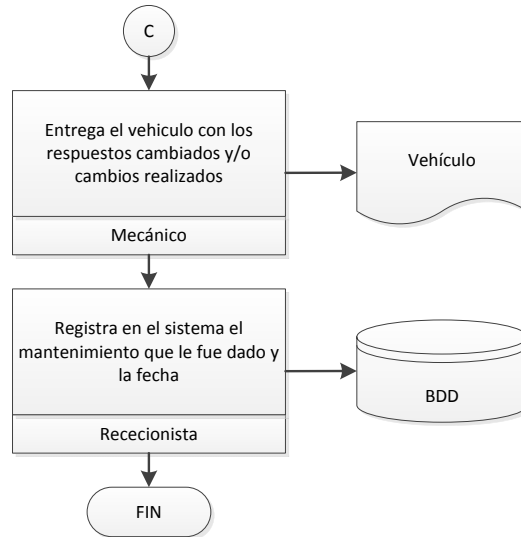 C
Entrega el vehiculo con los
respuestos cambiados y/o
cambios realizados
Vehículo
Mecánico
Registra en el sistema el
mantenimiento que le fue dado y
la fecha
BDD
Rececionista
FIN